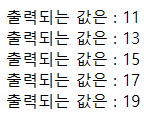 출력되는 값은 : 11
출력되는 값은 : 13
출력되는 값은 : 15
출력되는 값은 : 17
출력되는 값은 : 19